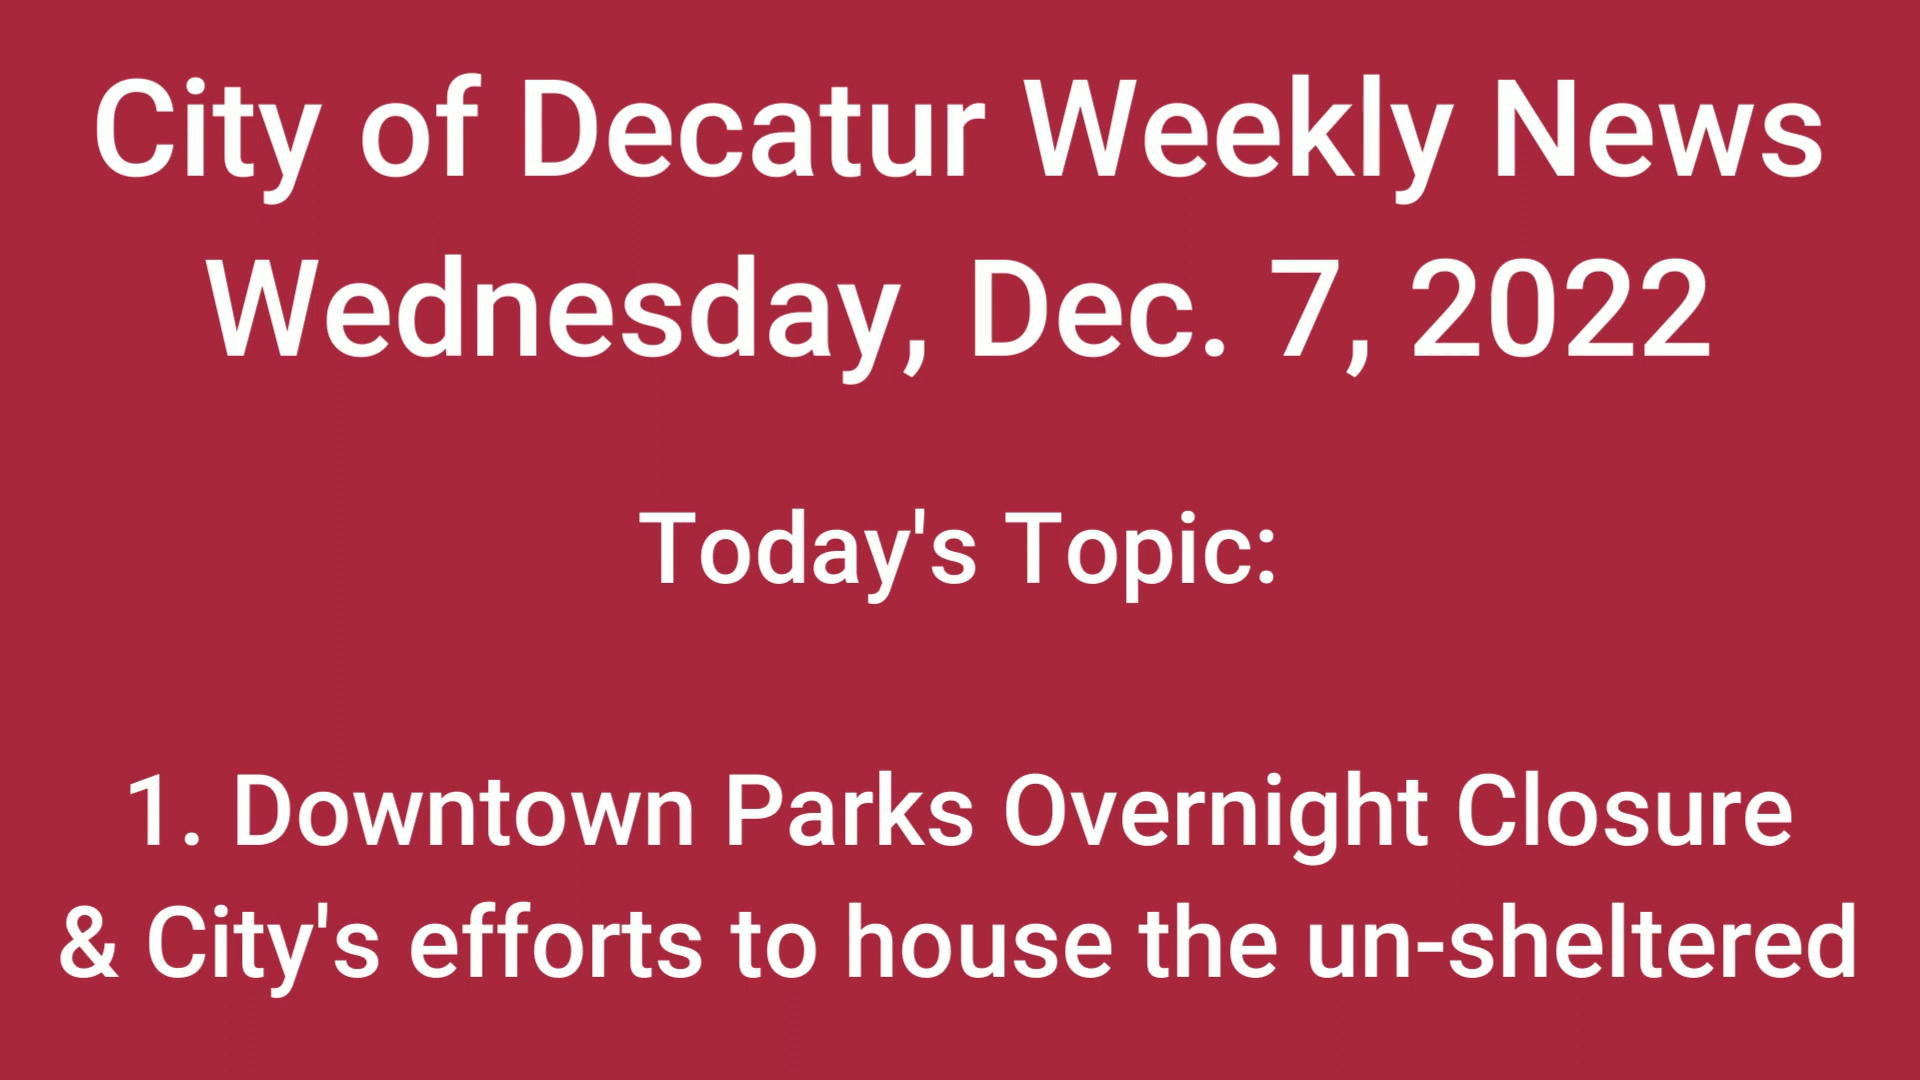 City of Decatur Weekly News
Wednesday, Dec. 7, 2022
Today's Topic:
1. Downtown Parks Overnight Closure
& City's efforts to house the un-sheltered